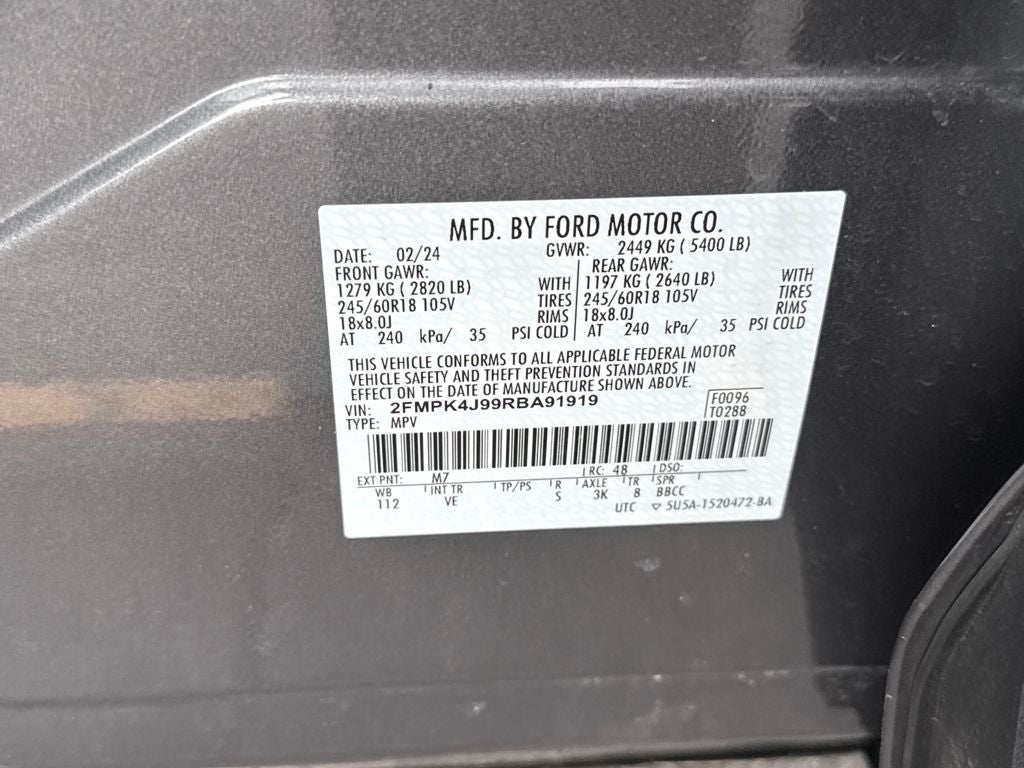 MFD. BY FORD MOTOR CO.
DATE: 02/24 GVWR: 2449 KG ( 5400 LB)
FRONT GAWR: REAR GAWR:
1279 KG ( 2820 LB) WITH 1197 KG ( 2640 LB) WITH
245/60R18 105V TIRES 245/60R18 105V TIRES
18x8.0J RIMS 18x8.0J RIMS
AT 240 kPa/ 35 PSI COLD AT 240 kPa/ 35 PSI COLD
THIS VEHICLE CONFORMS TO ALL APPLICABLE FEDERAL MOTOR
VEHICLE SAFETY AND THEFT PREVENTION STANDARDS IN
EFFECT ON THE DATE OF MANUFACTURE SHOWN ABOVE.
VIN: 2FMPK4J99RBA91919 F0096
TYPE: MPV T0288
EXT PNT: M7 RC: 48 DSO:
WB INT TR TP/PS R AXLE TR SPR
112 VE S 3K 8 BBCC
UTC ▽ 5U5A-1520472-BA